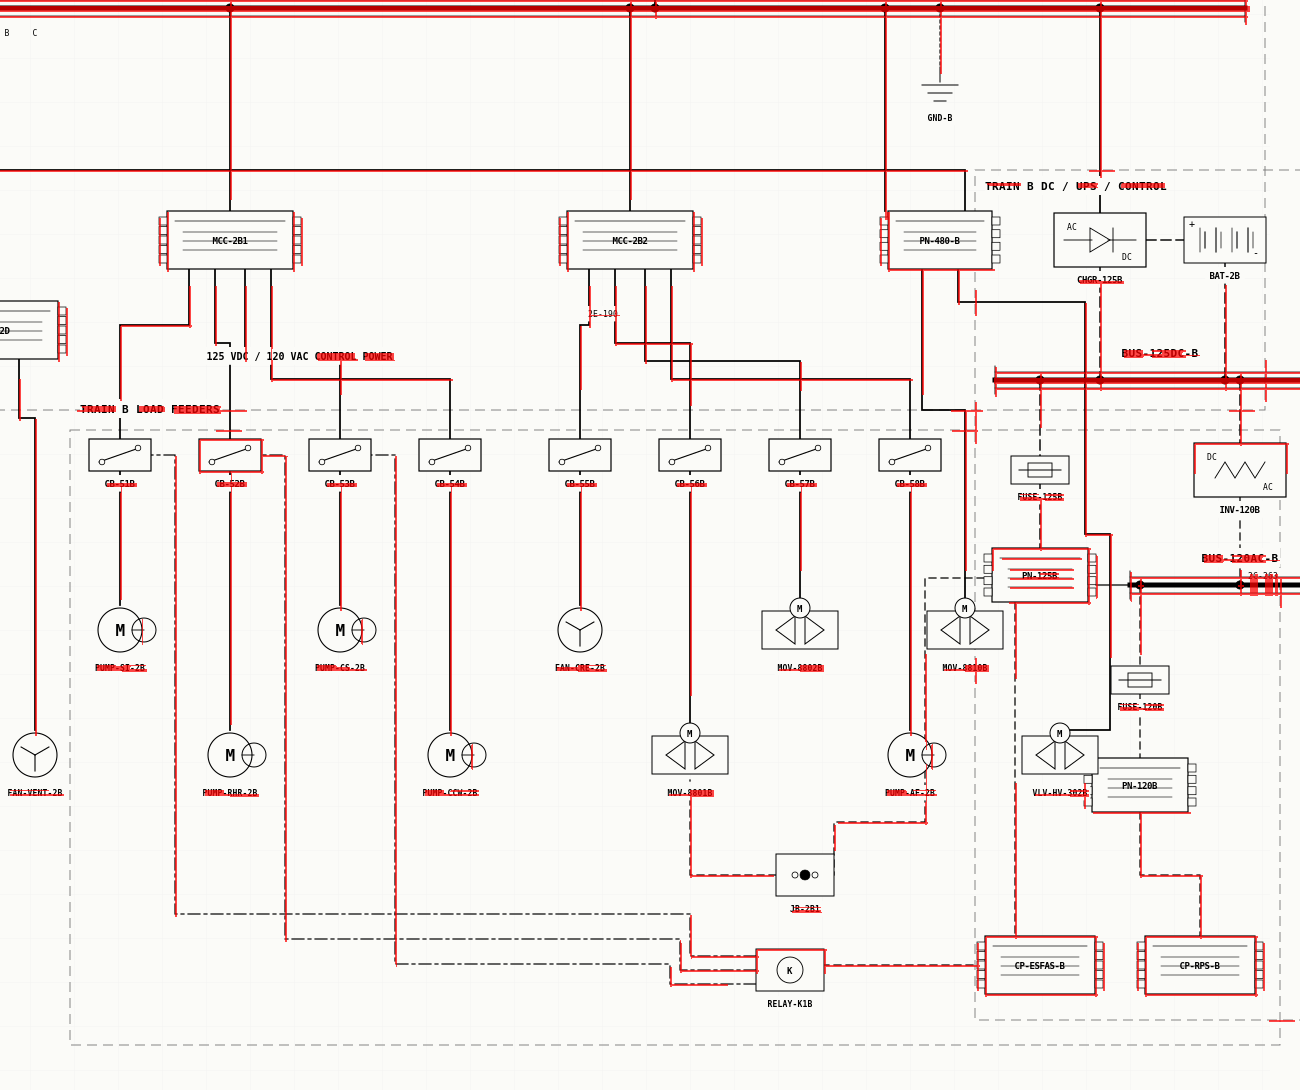 B C
GND-B
TRAIN B DC / UPS / CONTROL
MCC-2B1
MCC-2B2
PN-480-B
AC
DC
+
-
CHGR-125B
BAT-2B
2E-190
2D
125 VDC / 120 VAC CONTROL POWER
BUS-125DC-B
TRAIN B LOAD FEEDERS
CB-51B
CB-52B
CB-53B
CB-54B
CB-55B
CB-56B
CB-57B
CB-58B
FUSE-125B
DC
AC
INV-120B
BUS-120AC-B
PN-125B
M
M
M
M
PUMP-SI-2B
PUMP-CS-2B
FAN-CRE-2B
MOV-8802B
MOV-8810B
FUSE-120B
M
M
M
M
M
FAN-VENT-2B
PUMP-RHR-2B
PUMP-CCW-2B
MOV-8801B
PUMP-AF-2B
VLV-HV-302B
PN-120B
JB-2B1
K
RELAY-K1B
CP-ESFAS-B
CP-RPS-B